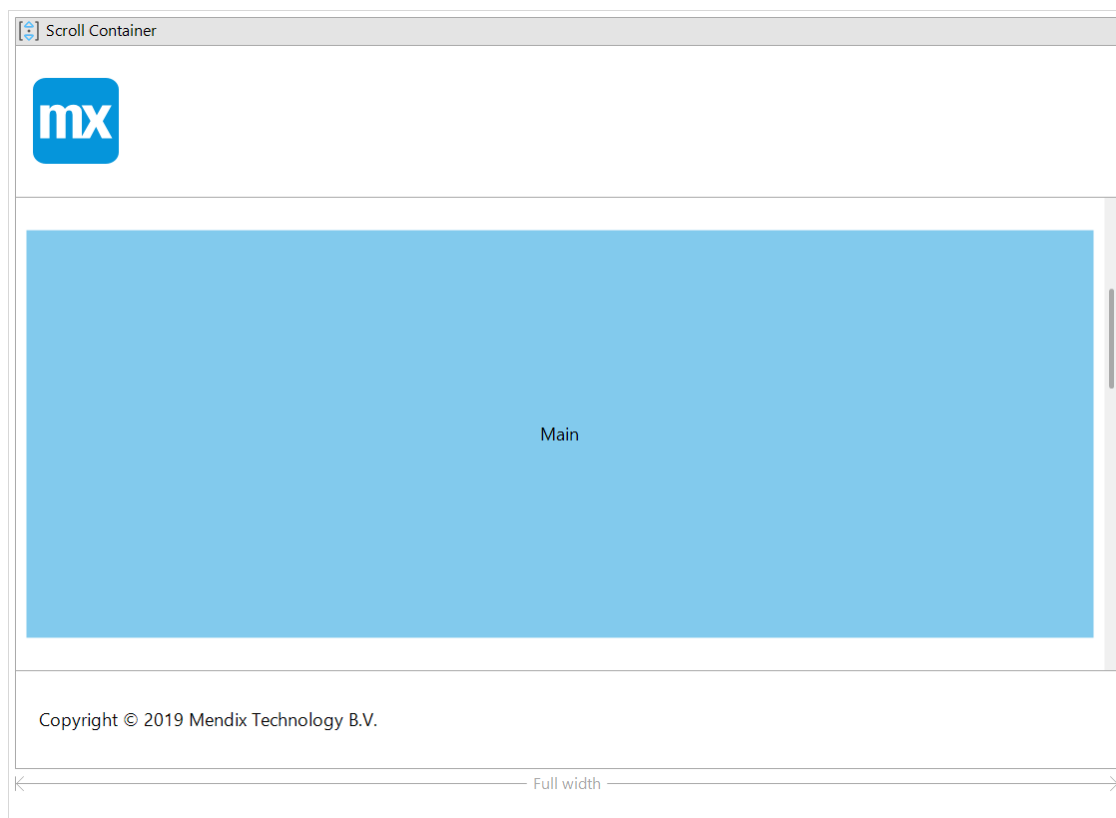 Scroll Container
mx
Main
Copyright © 2019 Mendix Technology B.V.
Full width